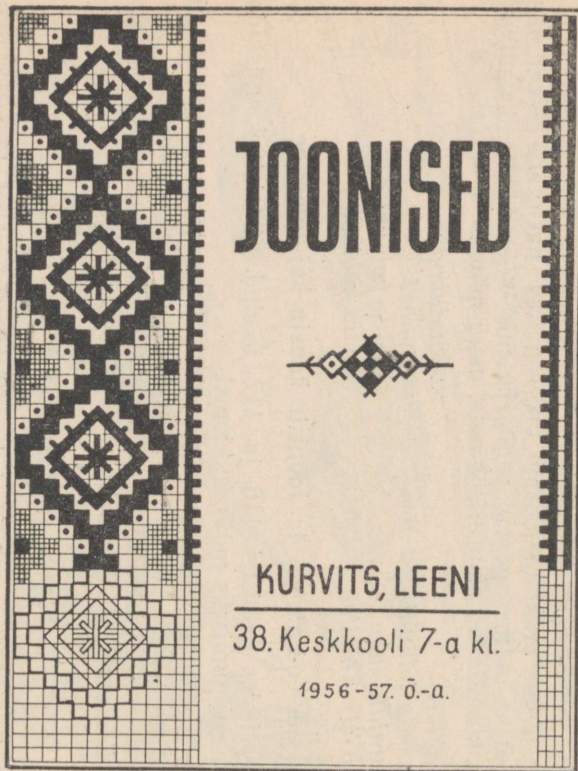 JOONISED
KURVITS, LEENI
38. Keskkooli 7-a kl.
1956-57. õ.-a.